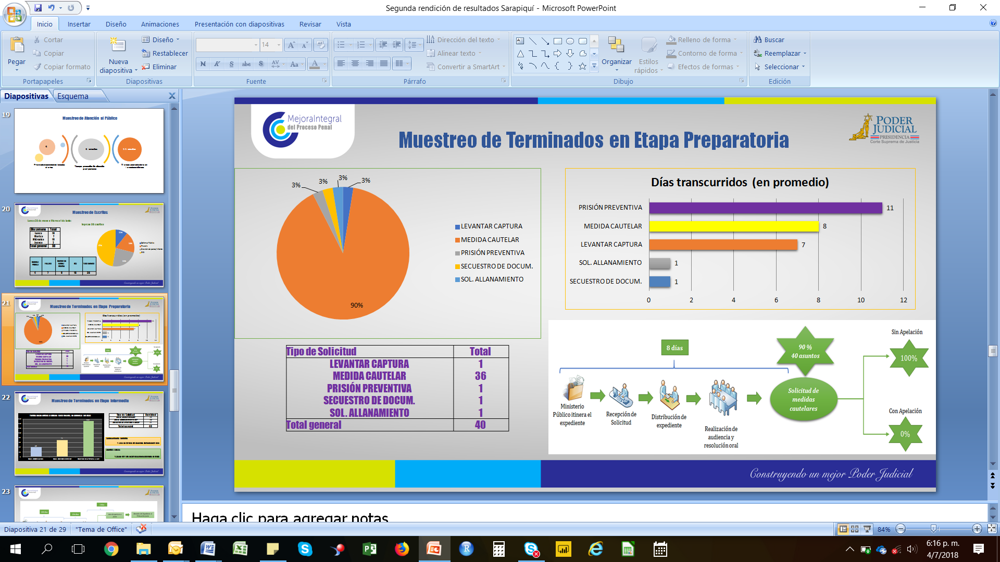 Segunda rendición de resultados Sarapiquí - Microsoft PowerPoint
Inicio
Insertar
Diseño
Animaciones
Presentación con diapositivas
Revisar
Vista
Pegar
Cortar
Copiar
Copiar formato
Portapapeles
Nueva
diapositiva
Diseño
Restablecer
Eliminar
Diapositivas
14
Fuente
Dirección del texto
Alinear texto
Convertir a SmartArt
Párrafo
Organizar
Estilos
rápidos
Relleno de forma
Contorno de forma
Efectos de formas
Dibujo
Buscar
Reemplazar
Seleccionar
Edición
Diapositivas
Esquema
19
Muestreo de Atención al Público
20
Muestreo de Escritos
21
Muestreo de Terminados en Etapa Preparatoria
22
Muestreo de Terminados en Etapa Intermedia
23
MejoraIntegral
del Proceso Penal
Muestreo de Terminados en Etapa Preparatoria
PODER
JUDICIAL
PRESIDENCIA
Corte Suprema de Justicia
3%
3%
3%
3%
90%
LEVANTAR CAPTURA
MEDIDA CAUTELAR
PRISIÓN PREVENTIVA
SECUESTRO DE DOCUM.
SOL. ALLANAMIENTO
Días transcurridos (en promedio)
PRISIÓN PREVENTIVA 11
MEDIDA CAUTELAR 8
LEVANTAR CAPTURA 7
SOL. ALLANAMIENTO 1
SECUESTRO DE DOCUM. 1
0 2 4 6 8 10 12
Tipo de Solicitud Total
LEVANTAR CAPTURA 1
MEDIDA CAUTELAR 36
PRISIÓN PREVENTIVA 1
SECUESTRO DE DOCUM. 1
SOL. ALLANAMIENTO 1
Total general 40
8 días
Ministerio
Público itinera el
expediente
Recepción de
Solicitud
Distribución de
expediente
Realización de
audiencia y
resolución oral
90 %
40 asuntos
Solicitud de
medidas
cautelares
Sin Apelación
100%
Con Apelación
0%
Construyendo un mejor Poder Judicial
Haga clic para agregar notas
Diapositiva 21 de 29
"Tema de Office"
84%
6:16 p. m.
4/7/2018